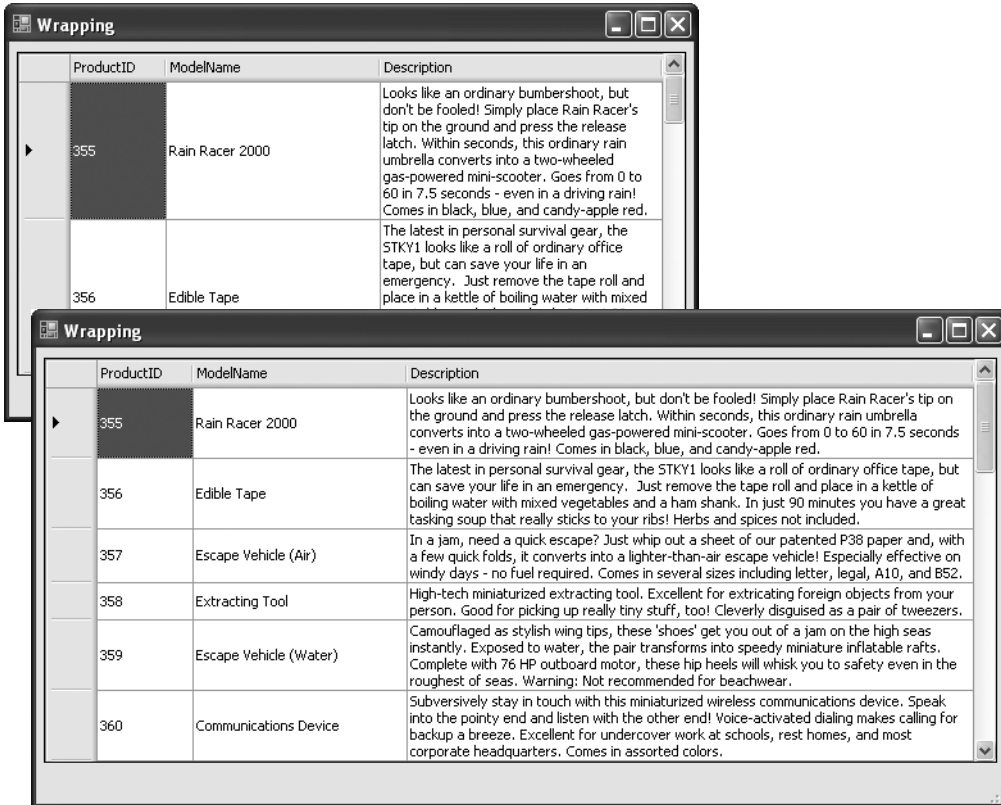 Wrapping
ProductID ModelName Description
355 Rain Racer 2000
Looks like an ordinary bumbershoot, but
don't be fooled! Simply place Rain Racer's
tip on the ground and press the release
latch. Within seconds, this ordinary rain
umbrella converts into a two-wheeled
gas-powered mini-scooter. Goes from 0 to
60 in 7.5 seconds - even in a driving rain!
Comes in black, blue, and candy-apple red.
356 Edible Tape
The latest in personal survival gear, the
STKY1 looks like a roll of ordinary office
tape, but can save your life in an
emergency.  Just remove the tape roll and
place in a kettle of boiling water with mixed
Wrapping
ProductID ModelName Description
355 Rain Racer 2000
Looks like an ordinary bumbershoot, but don't be fooled! Simply place Rain Racer's tip on
the ground and press the release latch. Within seconds, this ordinary rain umbrella
converts into a two-wheeled gas-powered mini-scooter. Goes from 0 to 60 in 7.5 seconds
- even in a driving rain! Comes in black, blue, and candy-apple red.
356 Edible Tape
The latest in personal survival gear, the STKY1 looks like a roll of ordinary office tape, but
can save your life in an emergency.  Just remove the tape roll and place in a kettle of
boiling water with mixed vegetables and a ham shank. In just 90 minutes you have a great
tasking soup that really sticks to your ribs! Herbs and spices not included.
357 Escape Vehicle (Air)
In a jam, need a quick escape? Just whip out a sheet of our patented P38 paper and, with
a few quick folds, it converts into a lighter-than-air escape vehicle! Especially effective on
windy days - no fuel required. Comes in several sizes including letter, legal, A10, and B52.
358 Extracting Tool
High-tech miniaturized extracting tool. Excellent for extricating foreign objects from your
person. Good for picking up really tiny stuff, too! Cleverly disguised as a pair of tweezers.
359 Escape Vehicle (Water)
Camouflaged as stylish wing tips, these 'shoes' get you out of a jam on the high seas
instantly. Exposed to water, the pair transforms into speedy miniature inflatable rafts.
Complete with 76 HP outboard motor, these hip heels will whisk you to safety even in the
roughest of seas. Warning: Not recommended for beachwear.
360 Communications Device
Subversively stay in touch with this miniaturized wireless communications device. Speak
into the pointy end and listen with the other end! Voice-activated dialing makes calling for
backup a breeze. Excellent for undercover work at schools, rest homes, and most
corporate headquarters. Comes in assorted colors.